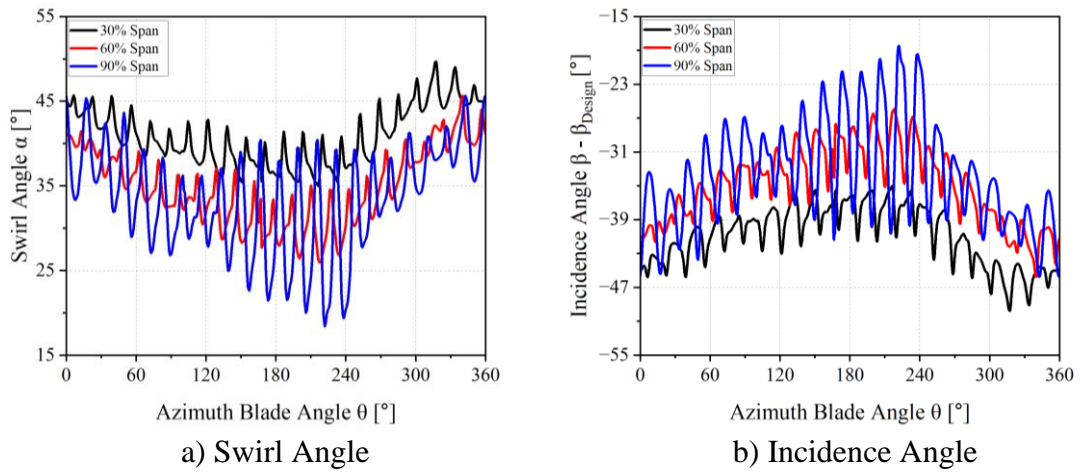 30% Span
60% Span
90% Span
Swirl Angle α [°]
55
45
35
25
15
0 60 120 180 240 300 360
Azimuth Blade Angle θ [°]
a) Swirl Angle
30% Span
60% Span
90% Span
Incidence Angle β - βDesign [°]
−15
−23
−31
−39
−47
−55
0 60 120 180 240 300 360
Azimuth Blade Angle θ [°]
b) Incidence Angle